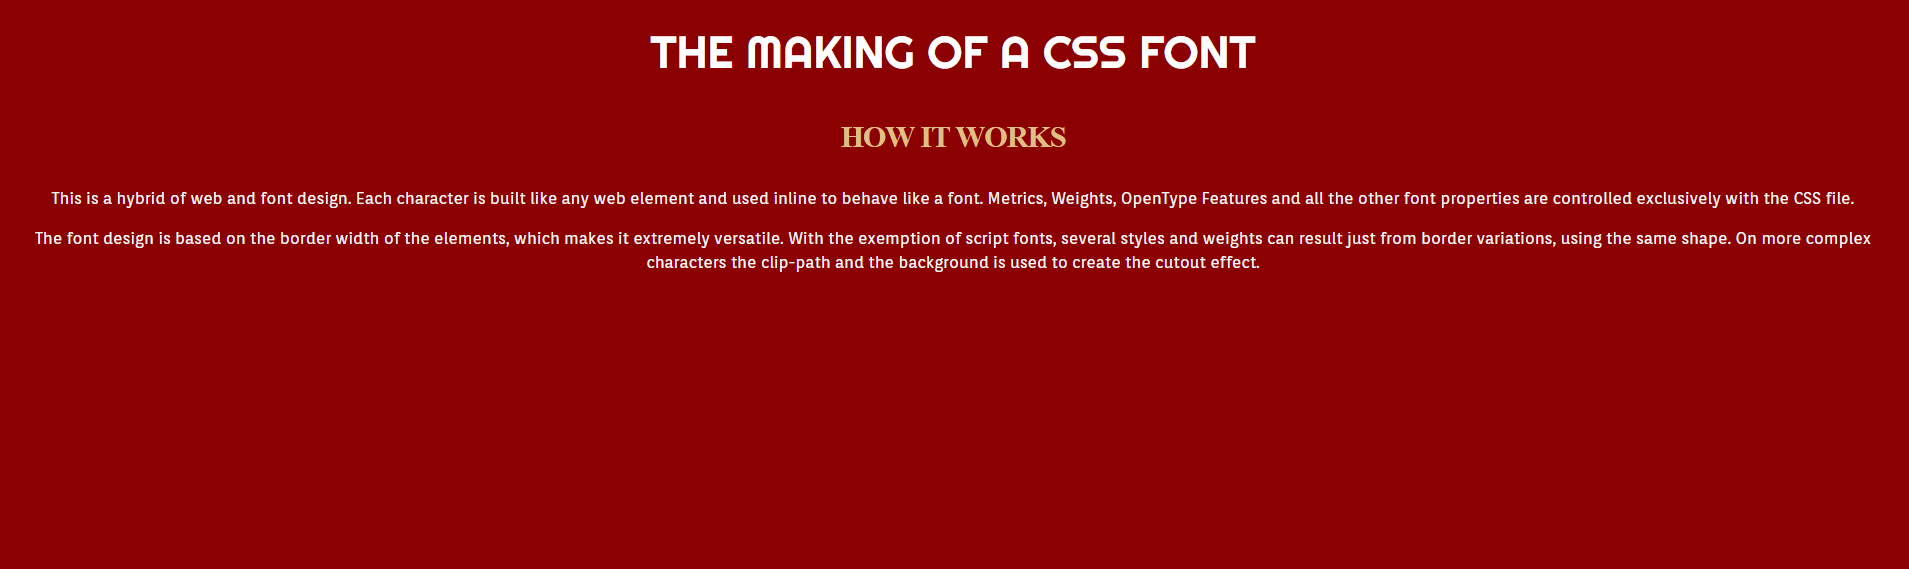 THE MAKING OF A CSS FONT
HOW IT WORKS
This is a hybrid of web and font design. Each character is built like any web element and used inline to behave like a font. Metrics, Weights, OpenType Features and all the other font properties are controlled exclusively with the CSS file.
The font design is based on the border width of the elements, which makes it extremely versatile. With the exemption of script fonts, several styles and weights can result just from border variations, using the same shape. On more complex
characters the clip-path and the background is used to create the cutout effect.